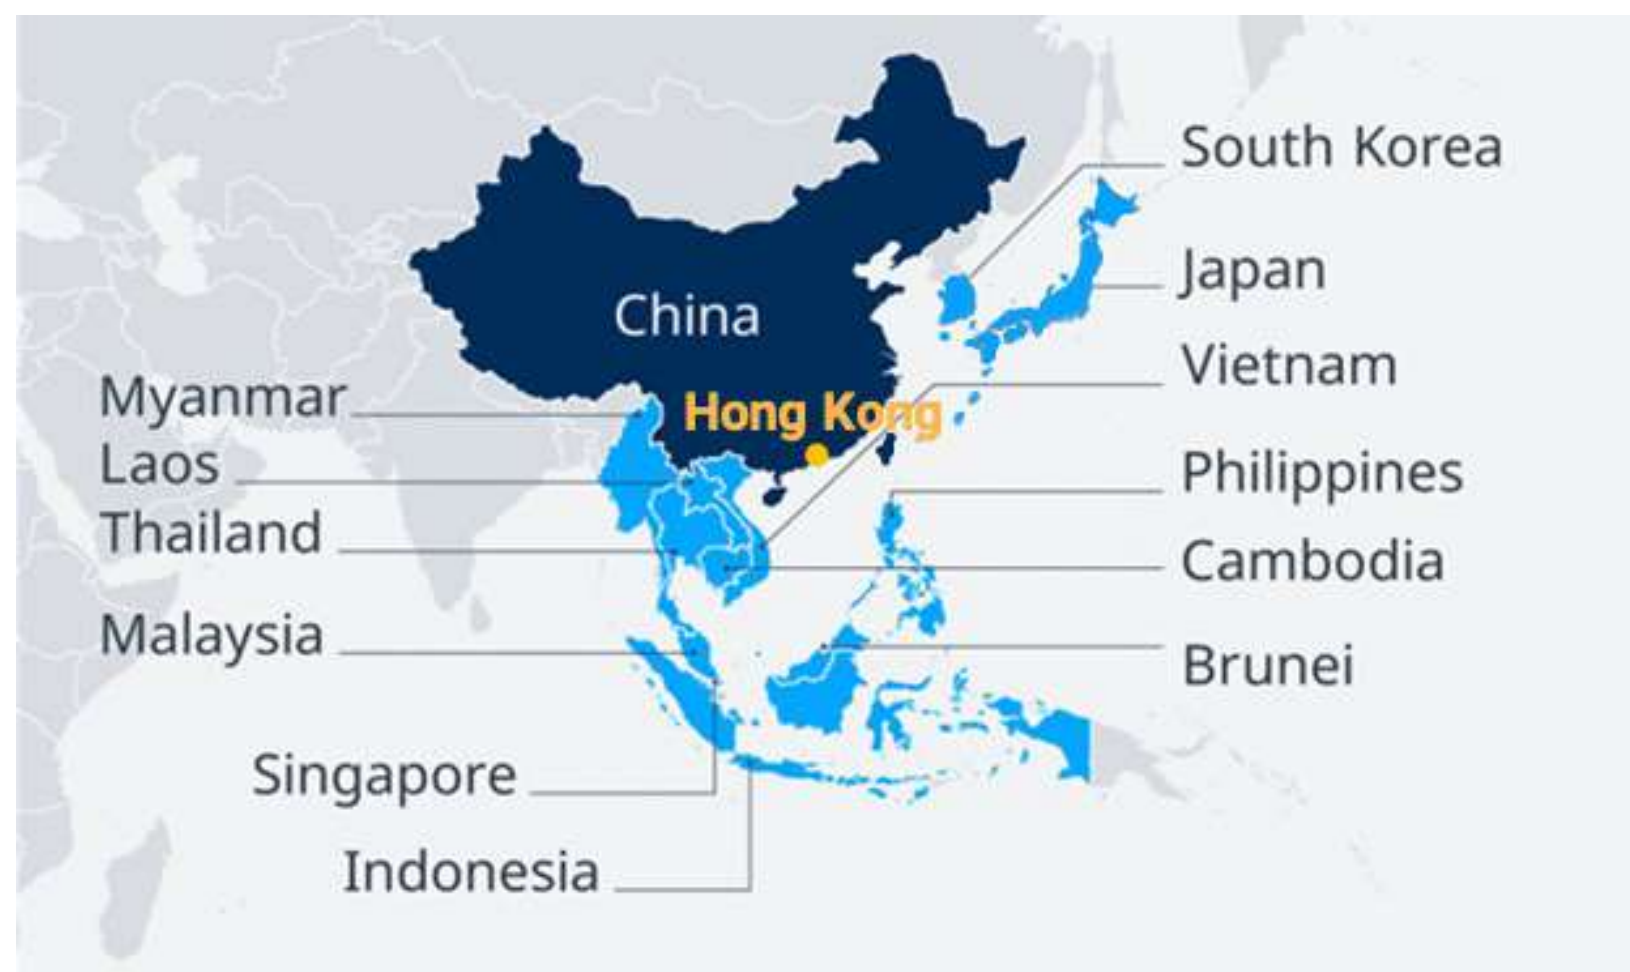 South Korea
Japan
China
Vietnam
Myanmar
Hong Kong
Laos
Philippines
Thailand
Cambodia
Malaysia
Brunei
Singapore
Indonesia